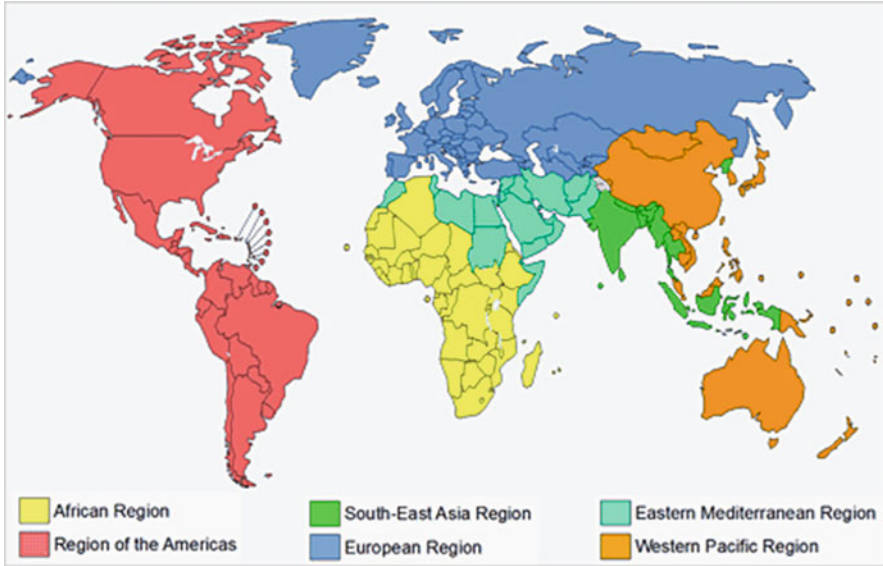 African Region
South-East Asia Region
Eastern Mediterranean Region
Region of the Americas
European Region
Western Pacific Region